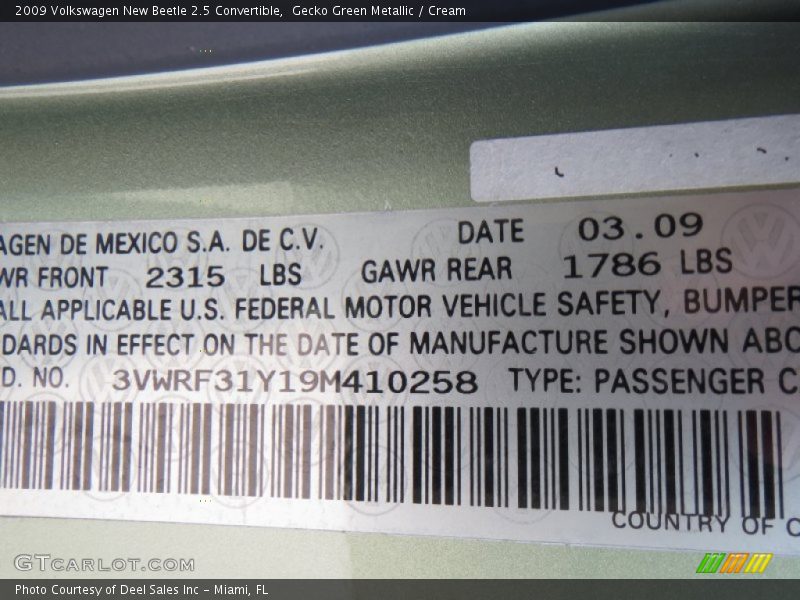 2009 Volkswagen New Beetle 2.5 Convertible,  Gecko Green Metallic / Cream
AGEN DE MEXICO S.A. DE C.V. DATE 03.09
WR FRONT 2315 LBS GAWR REAR 1786 LBS
ALL APPLICABLE U.S. FEDERAL MOTOR VEHICLE SAFETY, BUMPER
DARDS IN EFFECT ON THE DATE OF MANUFACTURE SHOWN ABO
D. NO. 3VWRF31Y19M410258 TYPE: PASSENGER C
COUNTRY OF C
GTCARLOT.COM
Photo Courtesy of Deel Sales Inc - Miami, FL